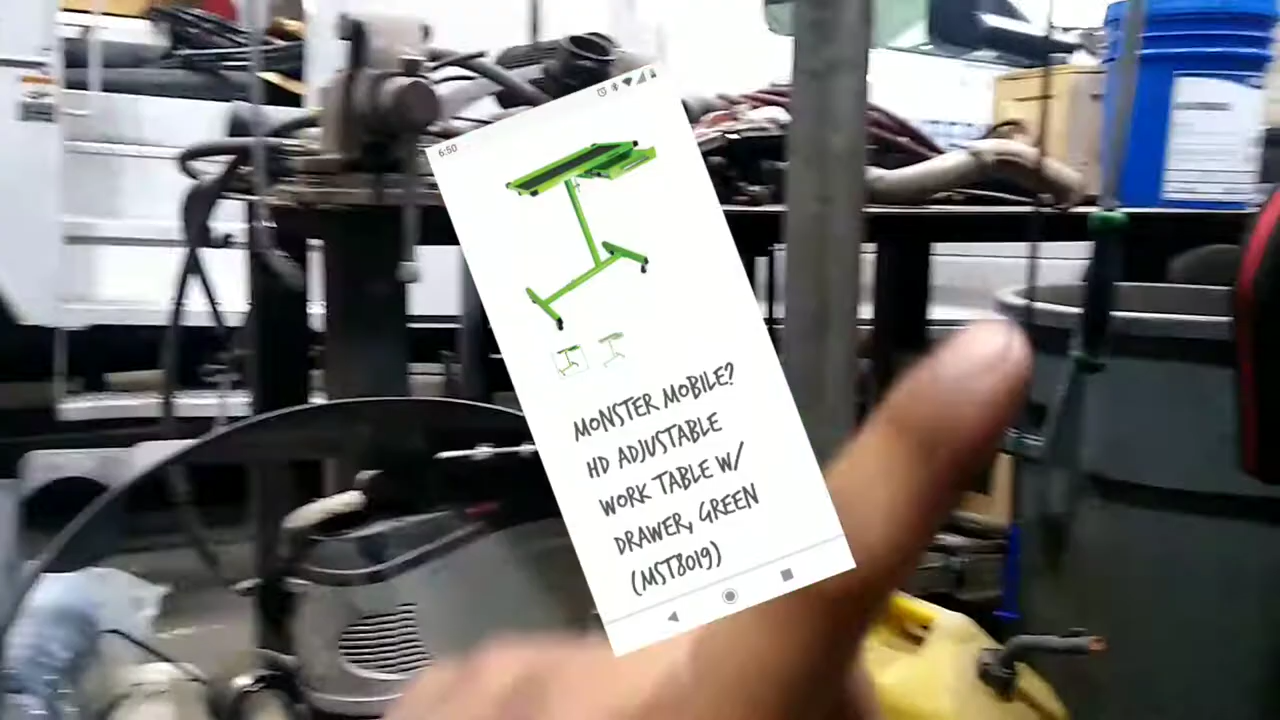 6:50
MONSTER MOBILE?
HD ADJUSTABLE
WORK TABLE W/
DRAWER, GREEN
(MST8019)